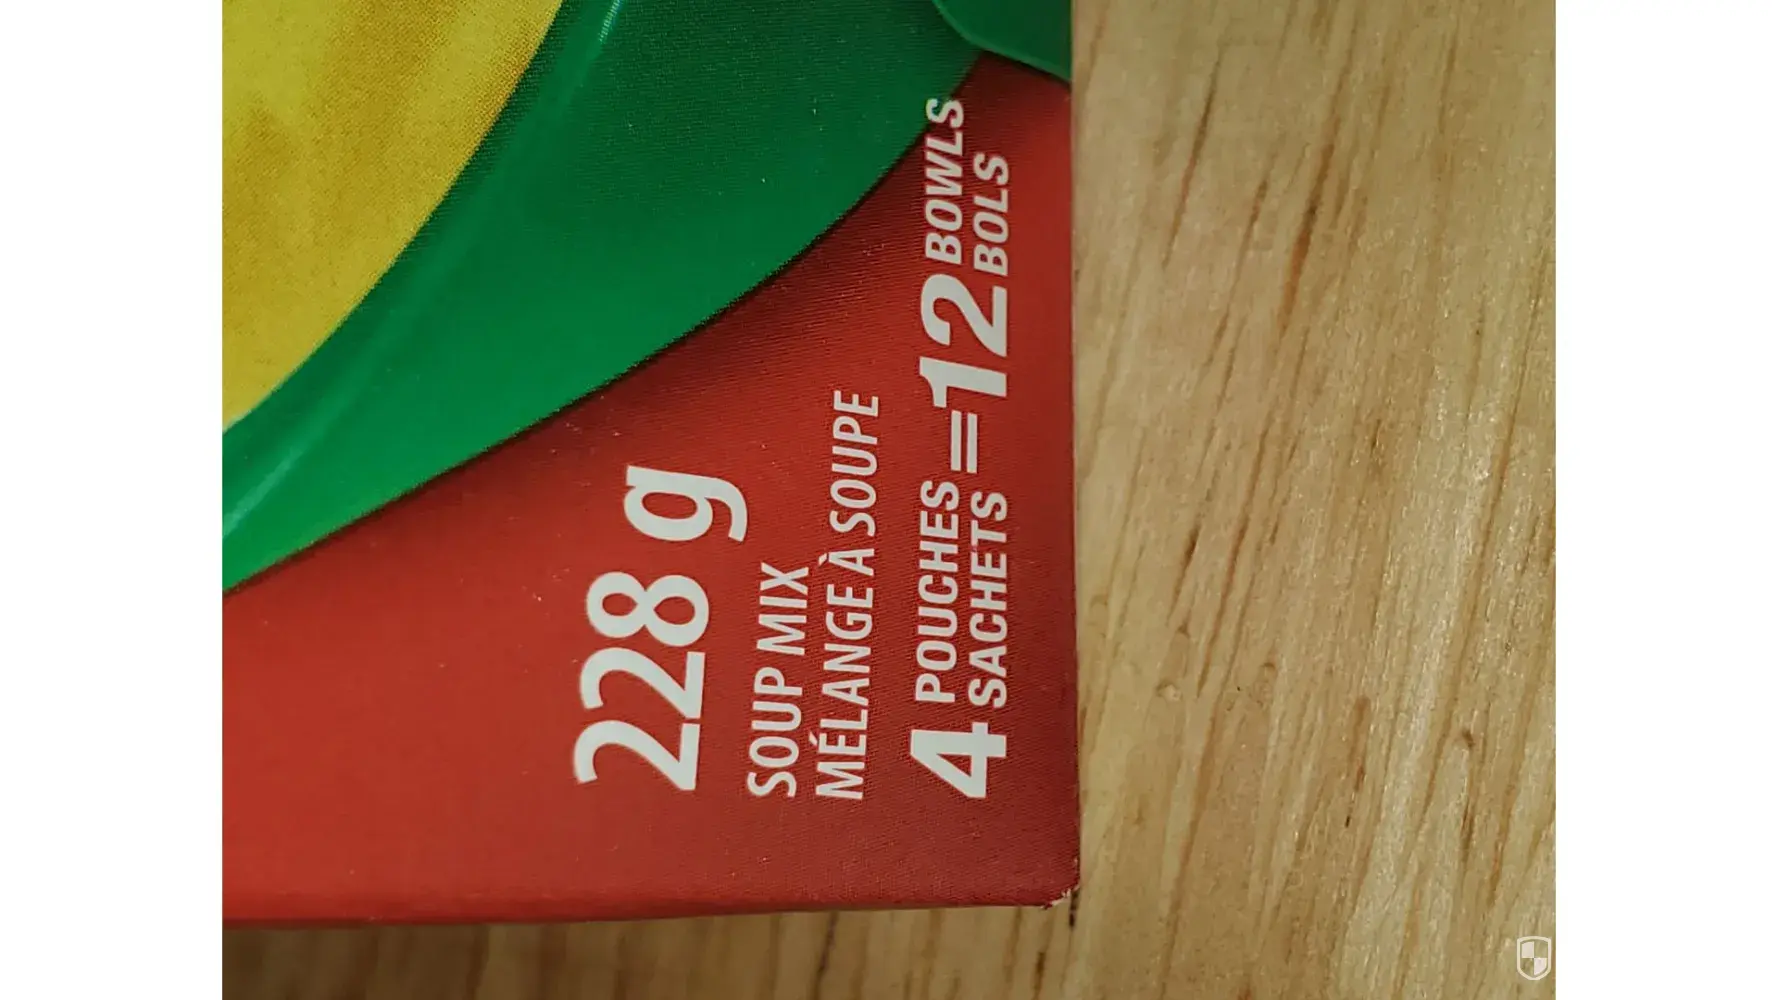 228 g
SOUP MIX
MÉLANGE À SOUPE
4 POUCHES = 12 BOWLS
SACHETS BOLS